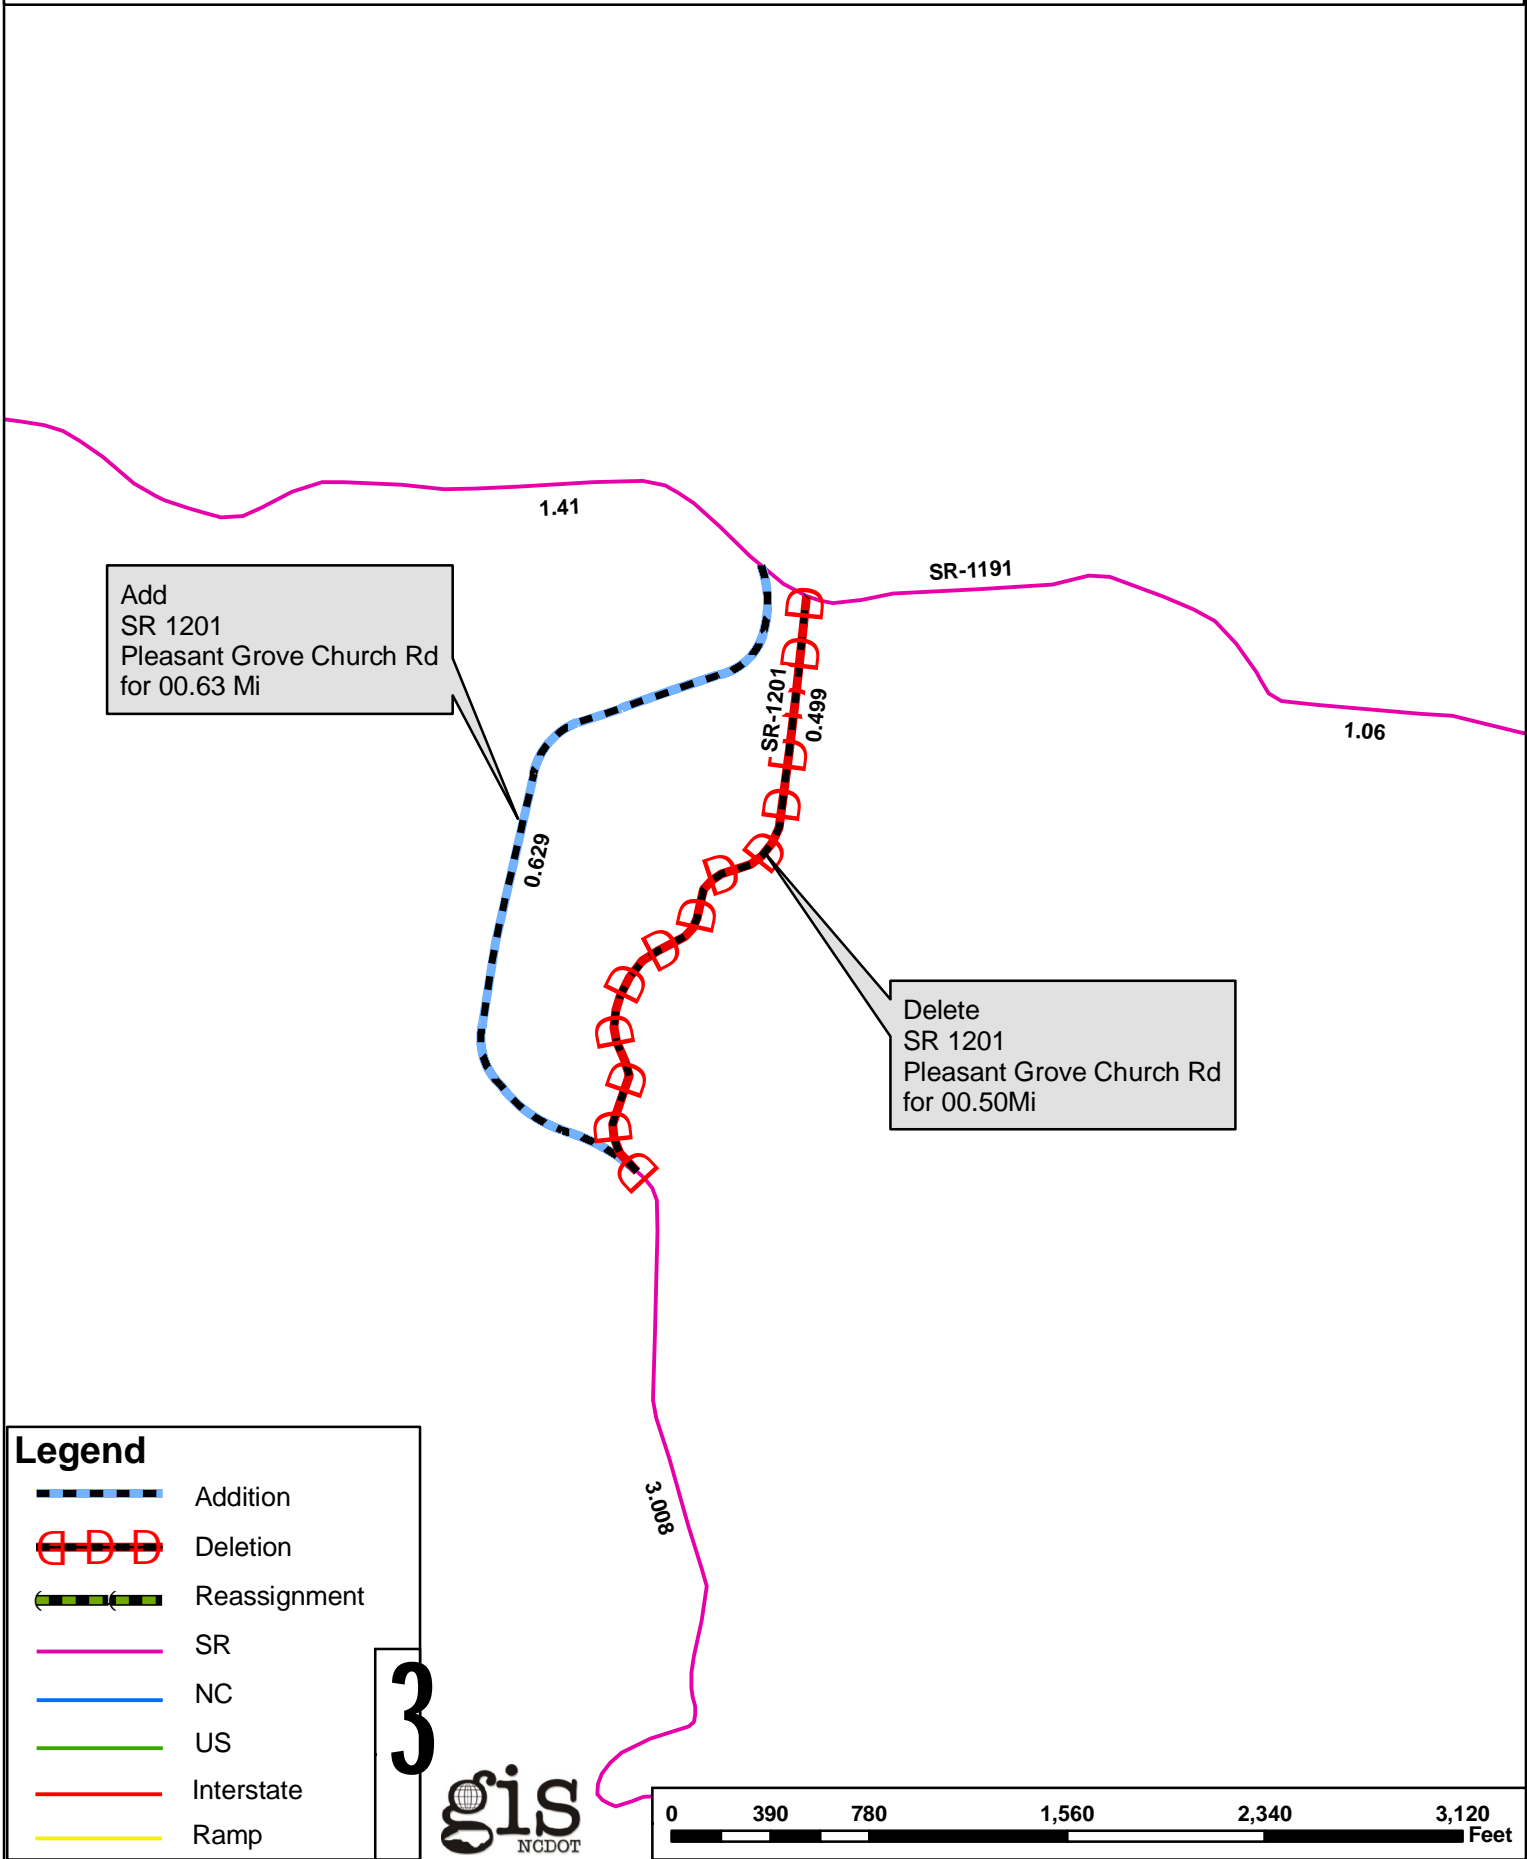 1.41
SR-1191
Add
SR 1201
Pleasant Grove Church Rd
for 00.63 Mi
SR-1201
0.499
1.06
0.629
Delete
SR 1201
Pleasant Grove Church Rd
for 00.50Mi
3.008
Legend
Addition
D D D
Deletion
Reassignment
SR
NC
US
Interstate
Ramp
3
gis
NCDOT
0 390 780 1,560 2,340 3,120
Feet